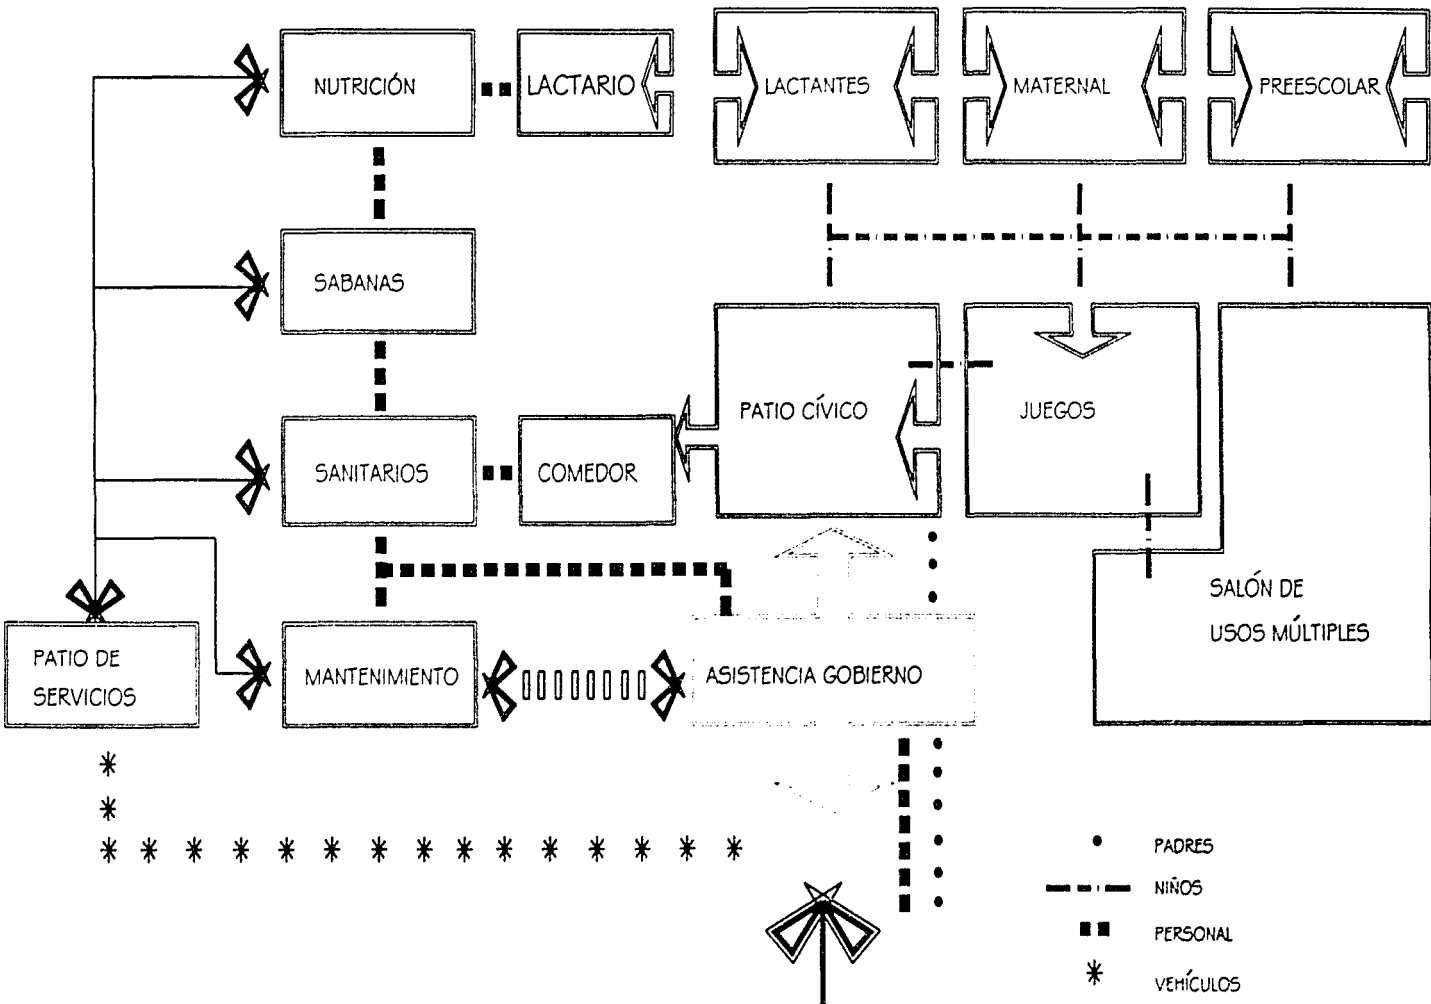 NUTRICIÓN
LACTARIO
LACTANTES
MATERNAL
PREESCOLAR
SABANAS
PATIO CÍVICO
JUEGOS
SANITARIOS
COMEDOR
SALÓN DE
USOS MÚLTIPLES
PATIO DE
SERVICIOS
MANTENIMIENTO
ASISTENCIA GOBIERNO
PADRES
NIÑOS
PERSONAL
VEHÍCULOS